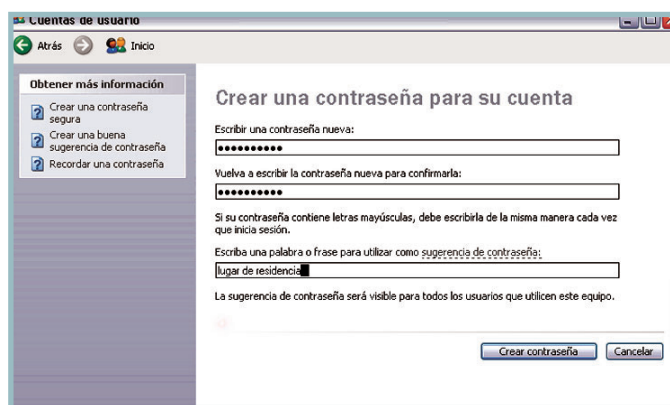 Cuentas de usuario
Atrás Inicio
Obtener más información
Crear una contraseña
segura
Crear una buena
sugerencia de contraseña
Recordar una contraseña
Crear una contraseña para su cuenta
Escribir una contraseña nueva:
••••••••••
Vuelva a escribir la contraseña nueva para confirmarla:
••••••••••
Si su contraseña contiene letras mayúsculas, debe escribirla de la misma manera cada vez
que inicia sesión.
Escriba una palabra o frase para utilizar como sugerencia de contraseña:
lugar de residencia
La sugerencia de contraseña será visible para todos los usuarios que utilicen este equipo.
Crear contraseña Cancelar